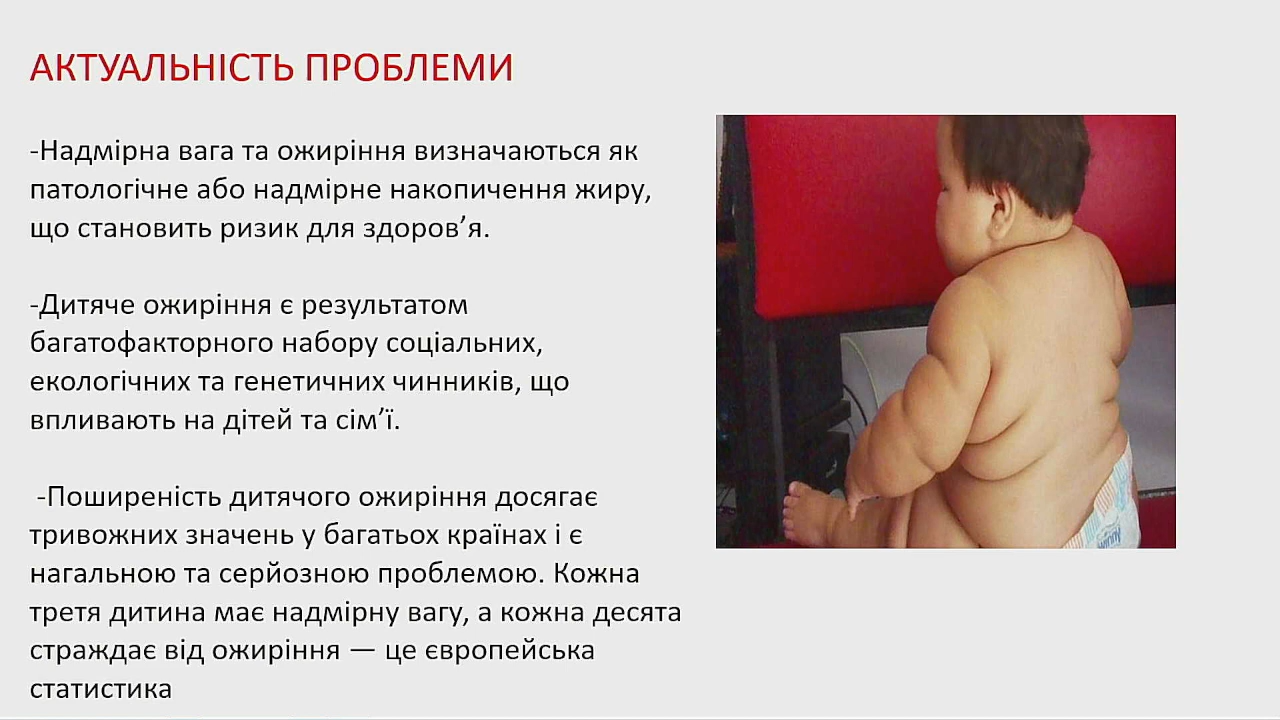 АКТУАЛЬНІСТЬ ПРОБЛЕМИ
-Надмірна вага та ожиріння визначаються як
патологічне або надмірне накопичення жиру,
що становить ризик для здоров’я.
-Дитяче ожиріння є результатом
багатофакторного набору соціальних,
екологічних та генетичних чинників, що
впливають на дітей та сім’ї.
-Поширеність дитячого ожиріння досягає
тривожних значень у багатьох країнах і є
нагальною та серйозною проблемою. Кожна
третя дитина має надмірну вагу, а кожна десята
страждає від ожиріння — це європейська
статистика